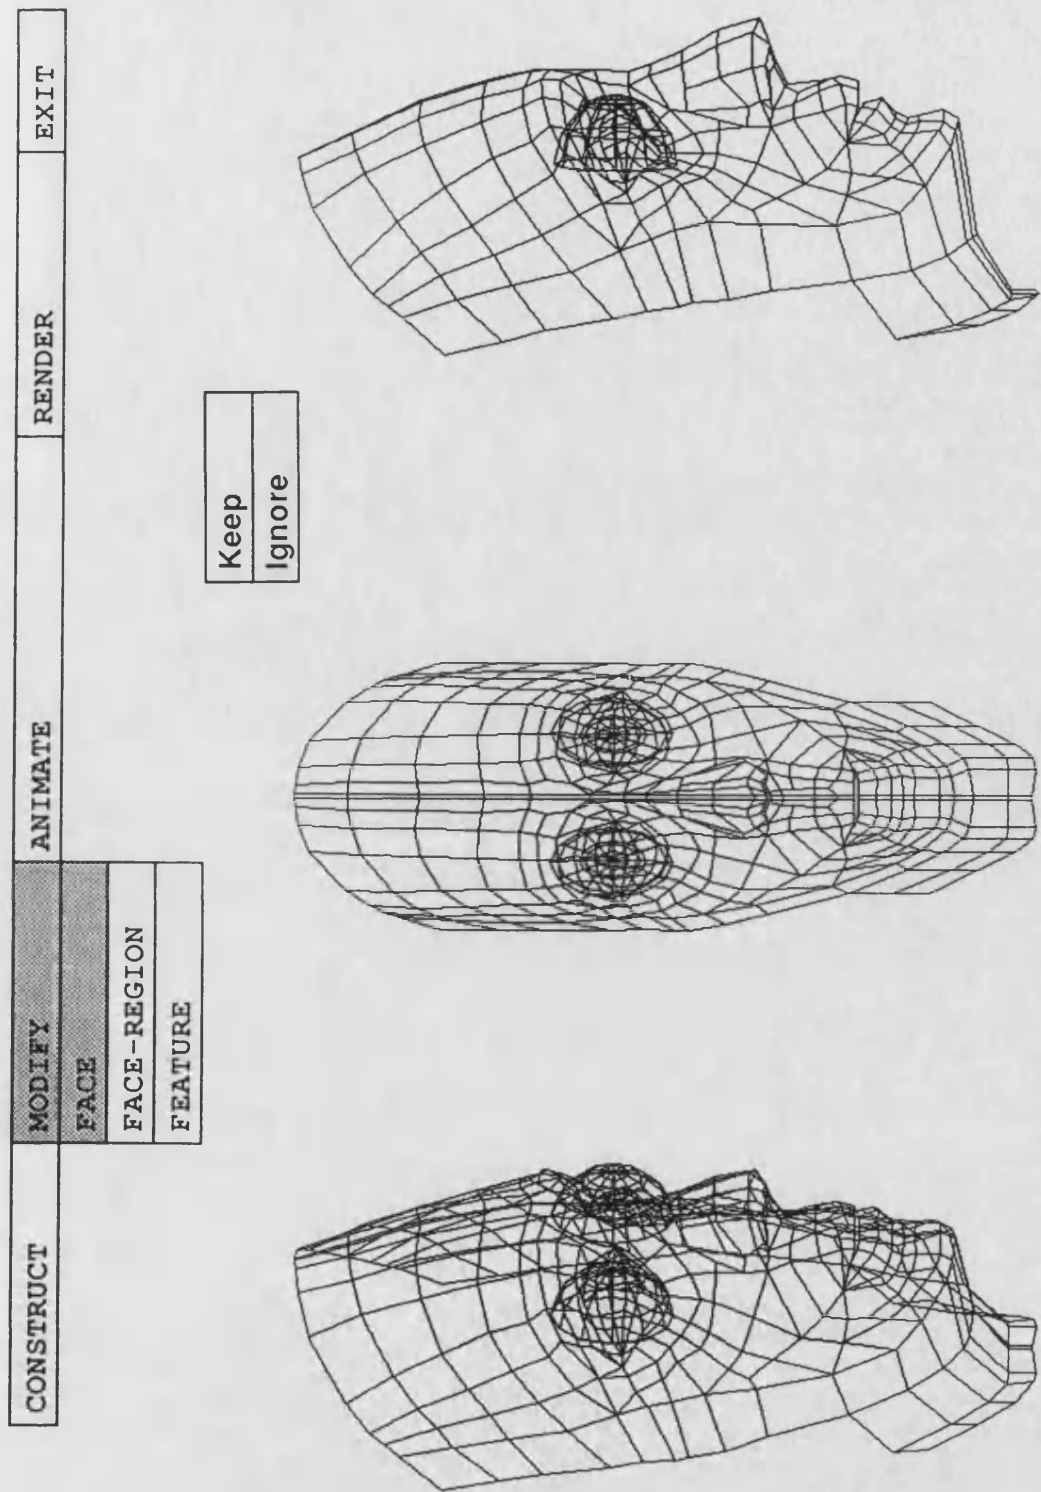 CONSTRUCT MODIFY ANIMATE RENDER EXIT
FACE
FACE-REGION
FEATURE
Keep
Ignore